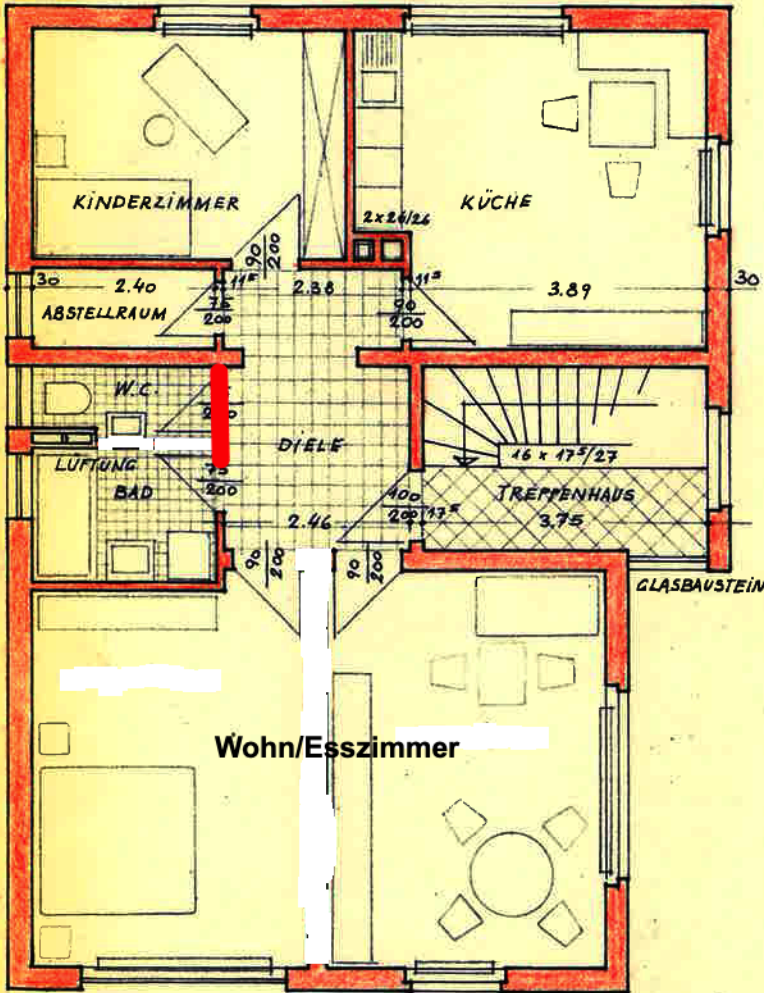 KINDERZIMMER
KÜCHE
2x26/26
90
200
30
2.40
11⁵
2.38
11⁵
3.89
30
ABSTELLRAUM
75
200
90
200
W.C.
LÜFTUNG
BAD
75
200
DIELE
16 x 17⁵/27
TREPPENHAUS
100
200
17⁵
2.46
3.75
90
200
90
200
GLASBAUSTEIN
Wohn/Esszimmer